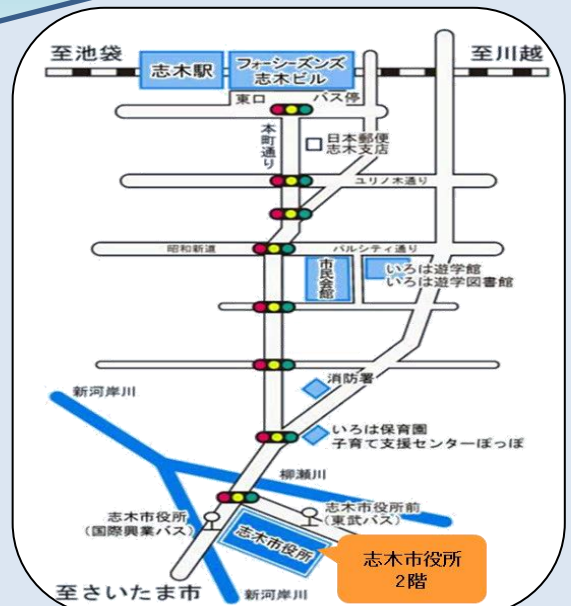 至池袋
志木駅
フォーシーズンズ
志木ビル
至川越
東口
バス停
本町通り
日本郵便
志木支店
ユリノ木通り
昭和新道
パルシティ通り
市民会館
いろは遊学館
いろは遊学図書館
消防署
新河岸川
いろは保育園
子育て支援センターぽっぽ
柳瀬川
志木市役所
(国際興業バス)
志木市役所前
(東武バス)
志木市役所
志木市役所
2階
至さいたま市
新河岸川